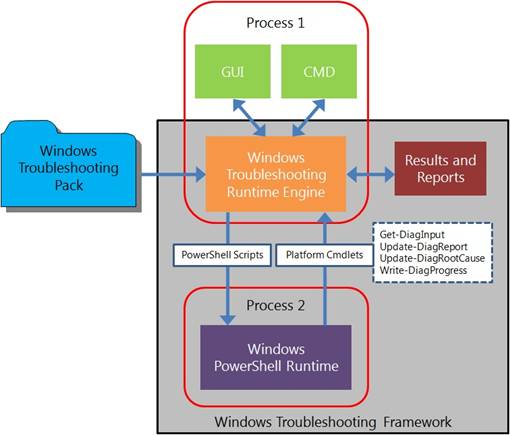 Process 1
GUI
CMD
Windows
Troubleshooting
Pack
Windows
Troubleshooting
Runtime Engine
Results and
Reports
PowerShell Scripts
Platform Cmdlets
Get-DiagInput
Update-DiagReport
Update-DiagRootCause
Write-DiagProgress
Process 2
Windows
PowerShell Runtime
Windows Troubleshooting Framework